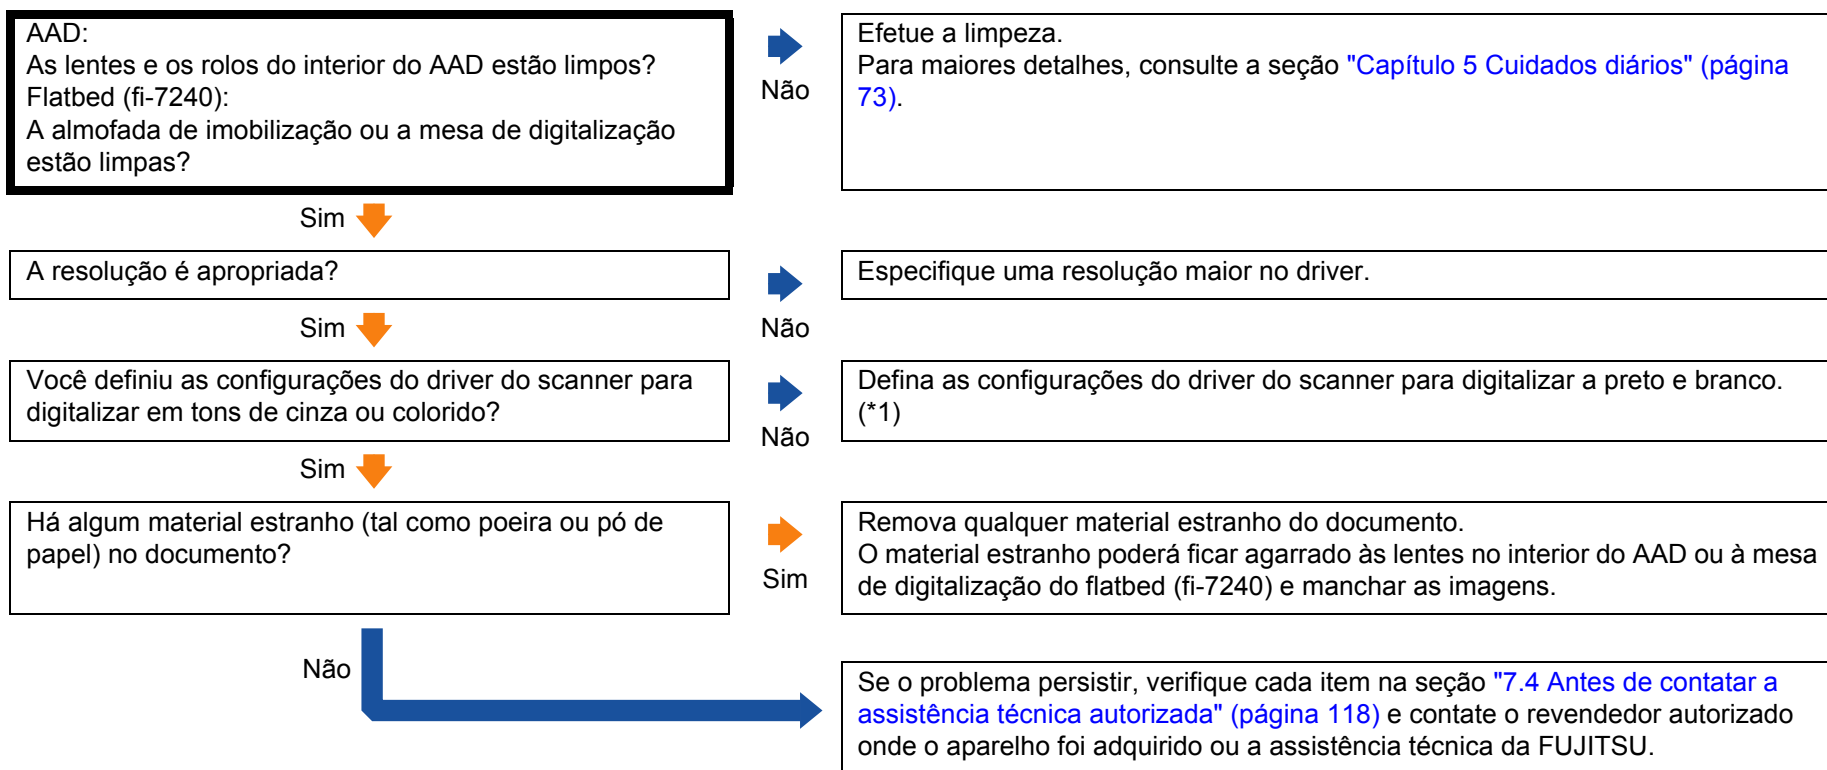 AAD:
As lentes e os rolos do interior do AAD estão limpos?
Flatbed (fi-7240):
A almofada de imobilização ou a mesa de digitalização
estão limpas?
Não
Efetue a limpeza.
Para maiores detalhes, consulte a seção "Capítulo 5 Cuidados diários" (página
73).
Sim
A resolução é apropriada?
Não
Especifique uma resolução maior no driver.
Sim
Você definiu as configurações do driver do scanner para
digitalizar em tons de cinza ou colorido?
Não
Defina as configurações do driver do scanner para digitalizar a preto e branco.
(*1)
Sim
Há algum material estranho (tal como poeira ou pó de
papel) no documento?
Sim
Remova qualquer material estranho do documento.
O material estranho poderá ficar agarrado às lentes no interior do AAD ou à mesa
de digitalização do flatbed (fi-7240) e manchar as imagens.
Não
Se o problema persistir, verifique cada item na seção "7.4 Antes de contatar a
assistência técnica autorizada" (página 118) e contate o revendedor autorizado
onde o aparelho foi adquirido ou a assistência técnica da FUJITSU.